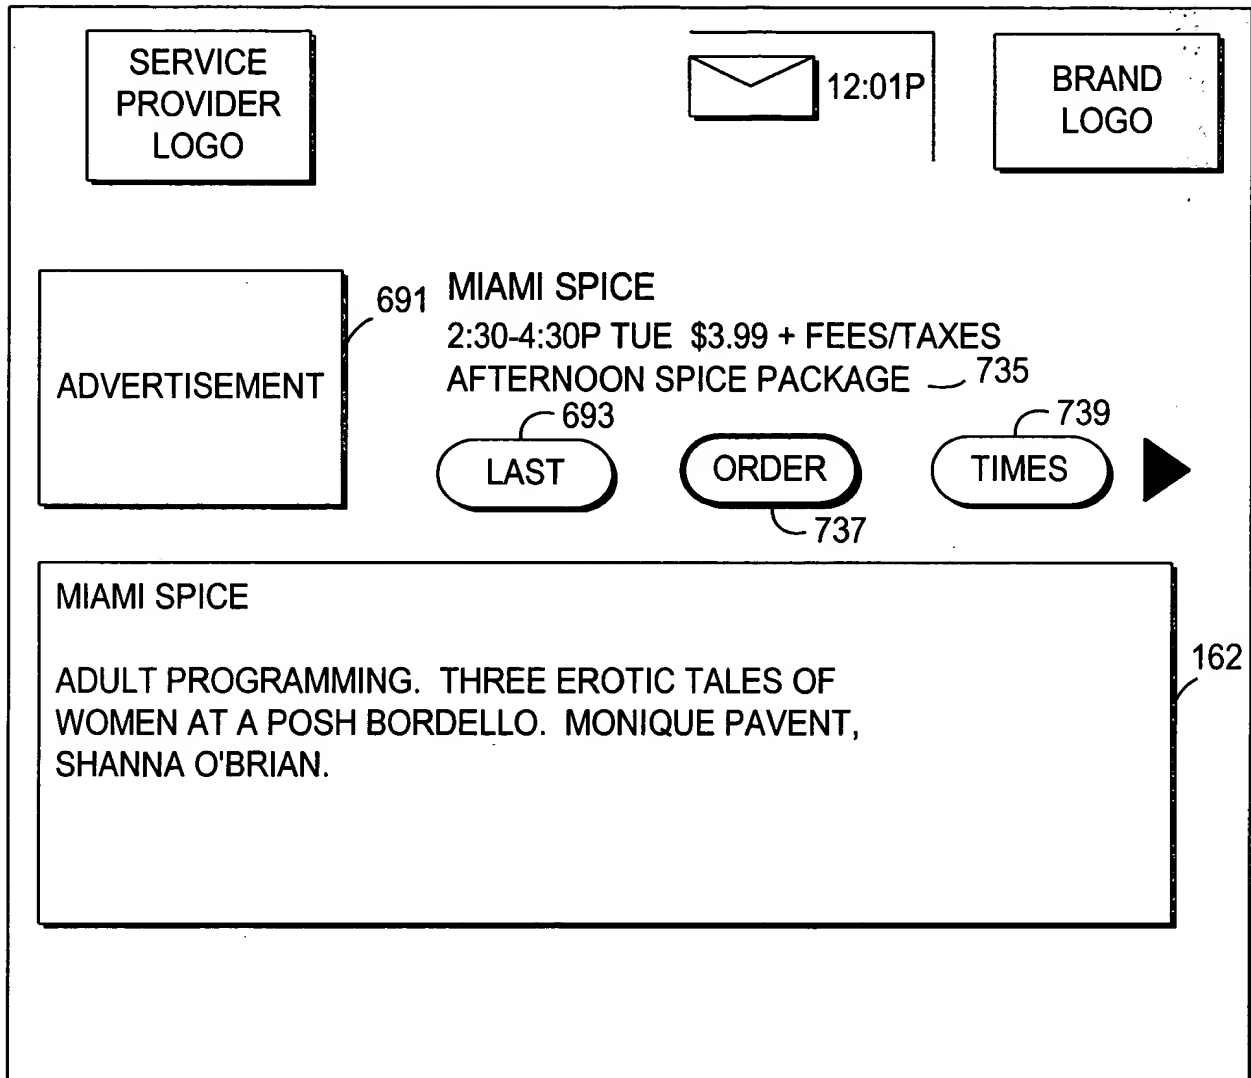 SERVICE
PROVIDER
LOGO
12:01P
BRAND
LOGO
ADVERTISEMENT
691
MIAMI SPICE
2:30-4:30P TUE $3.99 + FEES/TAXES
AFTERNOON SPICE PACKAGE 735
693
739
LAST
ORDER
TIMES
737
MIAMI SPICE
ADULT PROGRAMMING. THREE EROTIC TALES OF
WOMEN AT A POSH BORDELLO. MONIQUE PAVENT,
SHANNA O'BRIAN.
162